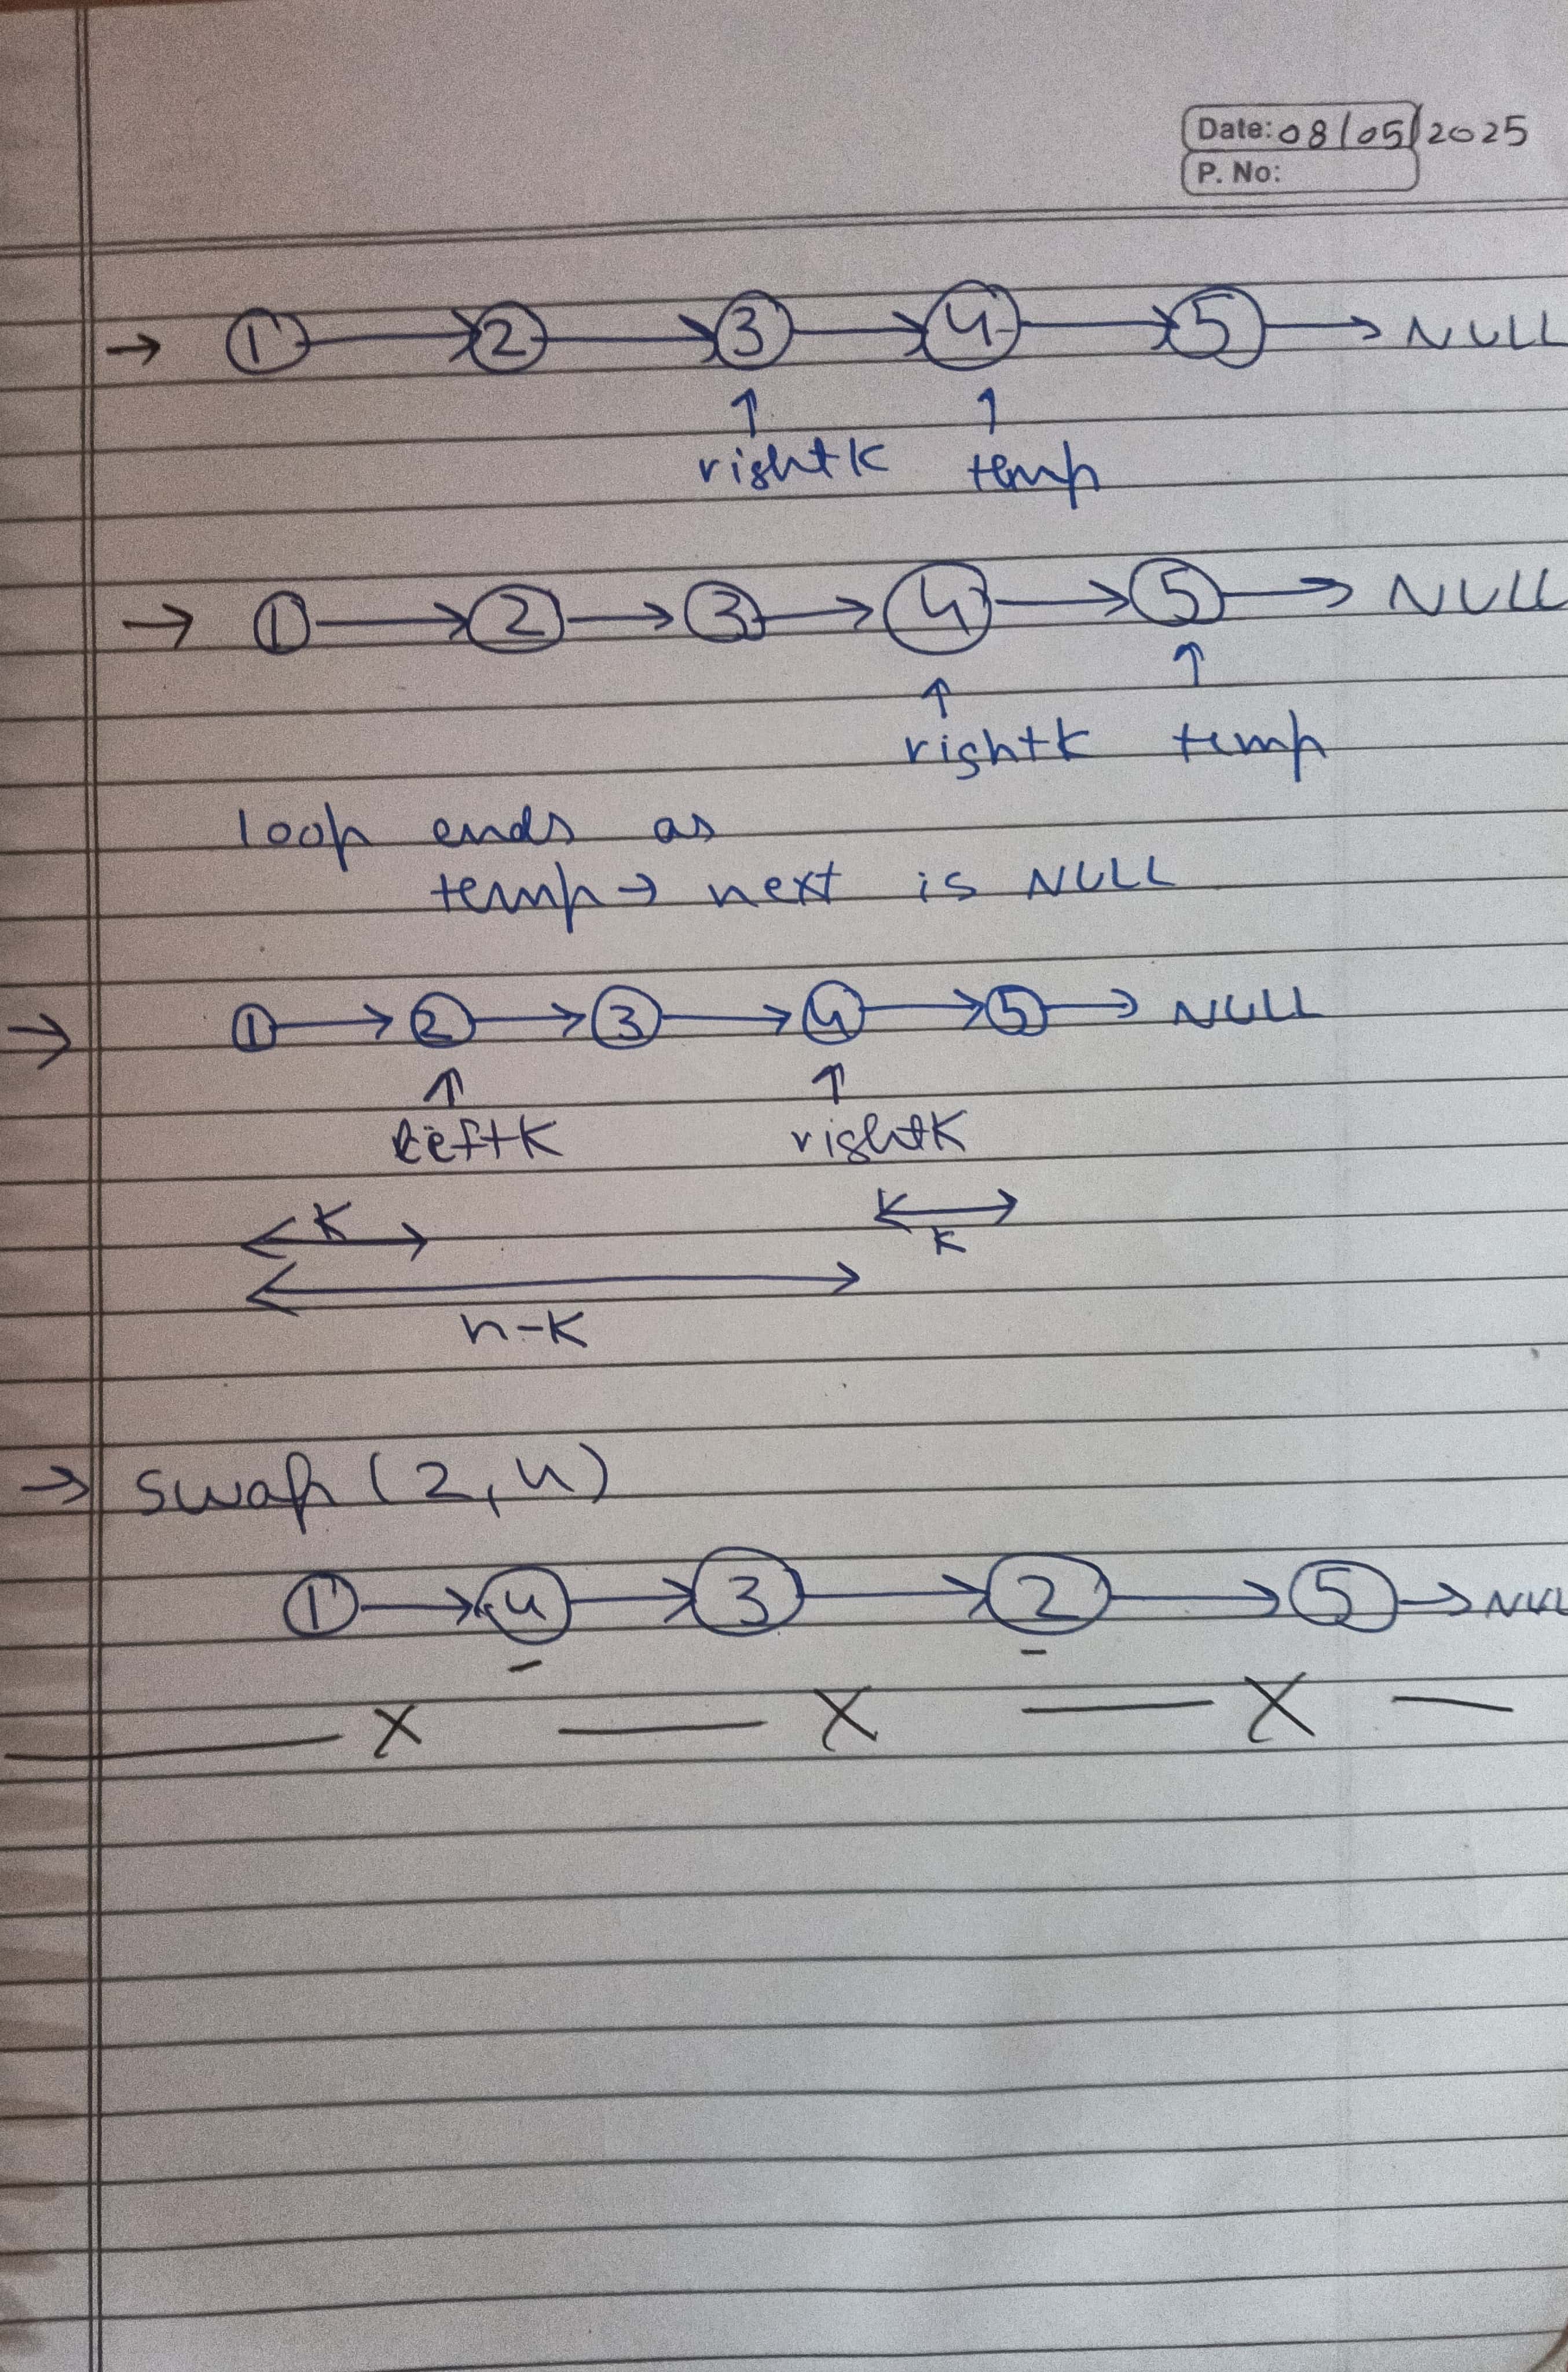 Date: 08/05/2025
P. No:
→ 1 → 2 → 3 → 4 → 5 → NULL
↑ ↑
rightk temp
→ 1 → 2 → 3 → 4 → 5 → NULL
↑ ↑
rightk temp
loop ends as
temp → next is NULL
→ 1 → 2 → 3 → 4 → 5 → NULL
↑ ↑
leftk rightk
K K
n-K
→ swap (2,4)
1 → 4 → 3 → 2 → 5 → NULL
— X — X — X —